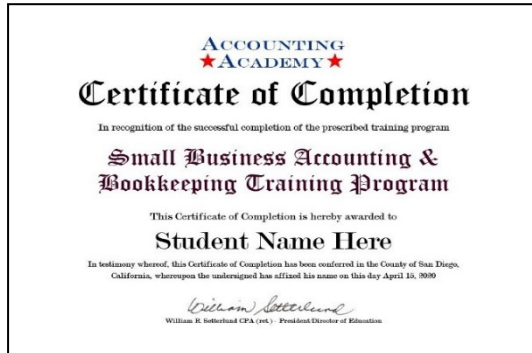 ACCOUNTING
★ACADEMY★
Certificate of Completion
In recognition of the successful completion of the prescribed training program
Small Business Accounting &
Bookkeeping Training Program
This Certificate of Completion is hereby awarded to
Student Name Here
In testimony whereof, this Certificate of Completion has been conferred in the County of San Diego,
California, whereupon the undersigned has affixed his name on this day April 15, 2020
William Setterlund
William R. Setterlund CPA (ret.) - President/Director of Education